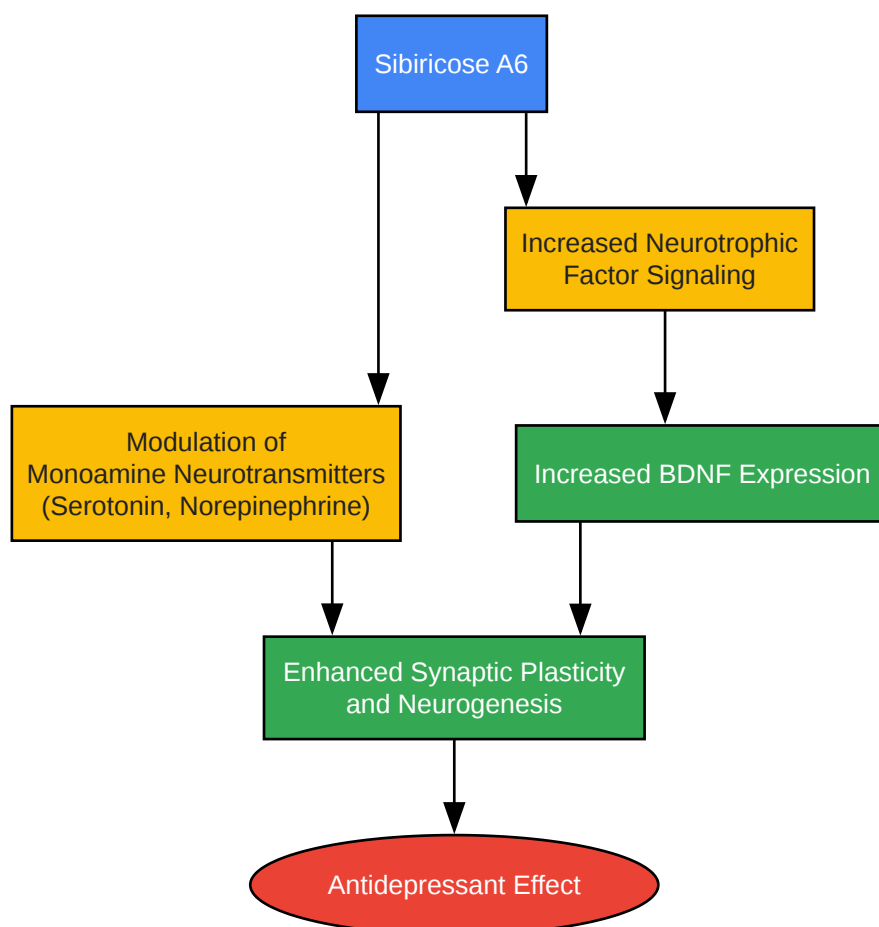 Sibiricose A6
Increased Neurotrophic
Factor Signaling
Modulation of
Monoamine Neurotransmitters
(Serotonin, Norepinephrine)
Increased BDNF Expression
Enhanced Synaptic Plasticity
and Neurogenesis
Antidepressant Effect